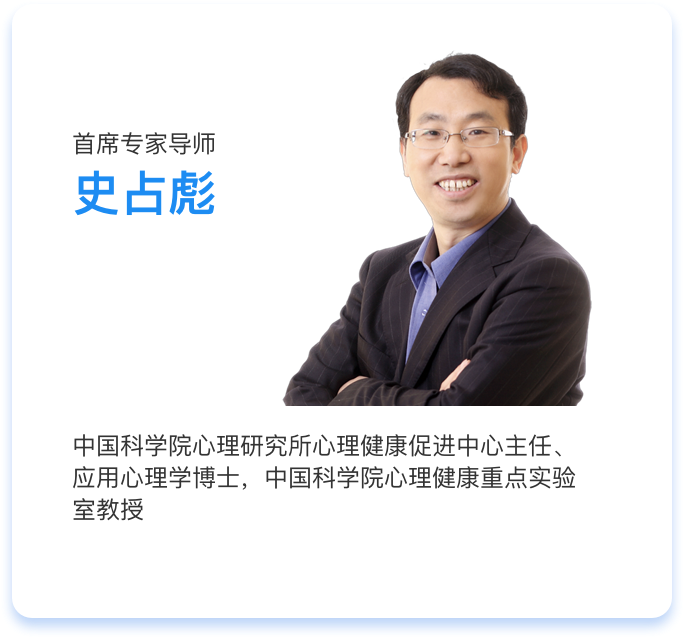 首席专家导师
史占彪
中国科学院心理研究所心理健康促进中心主任、
应用心理学博士，中国科学院心理健康重点实验
室教授